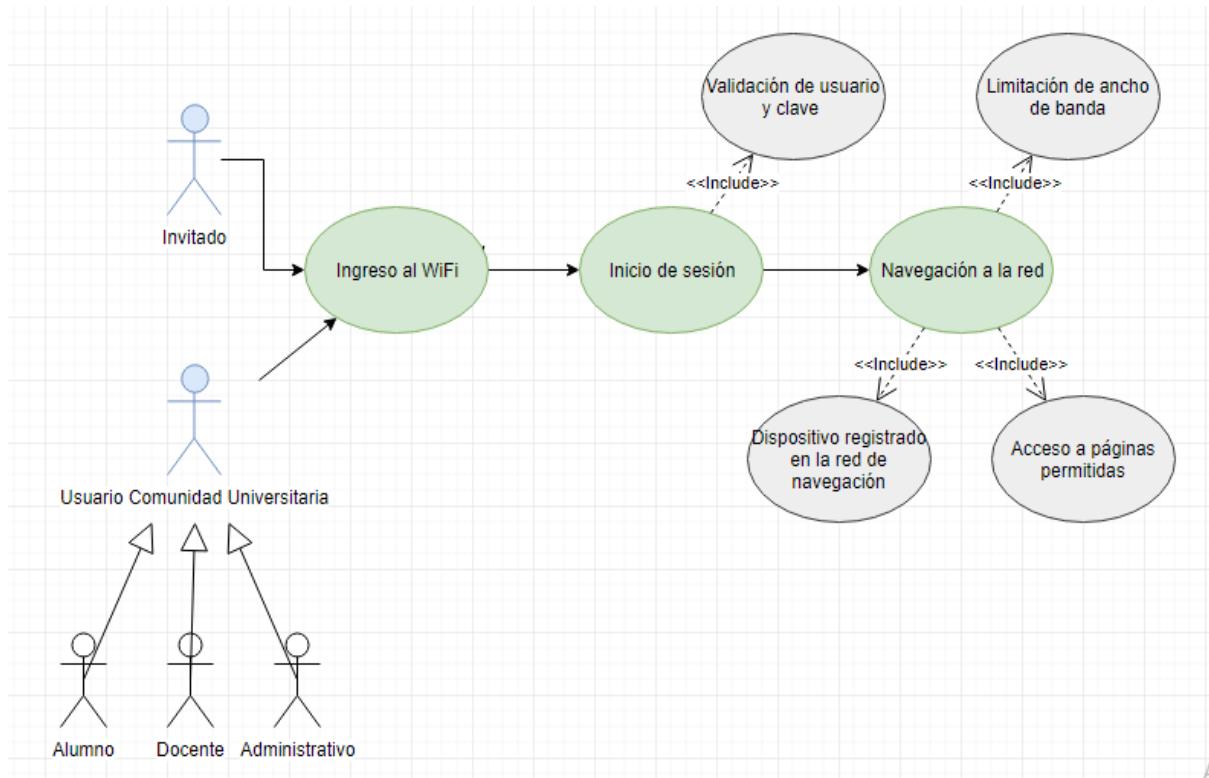 Validación de usuario
y clave
Limitación de ancho
de banda
<<Include>>
<<Include>>
Invitado
Ingreso al WiFi
Inicio de sesión
Navegación a la red
<<Include>>
<<Include>>
Dispositivo registrado
en la red de
navegación
Acceso a páginas
permitidas
Usuario Comunidad Universitaria
Alumno
Docente
Administrativo